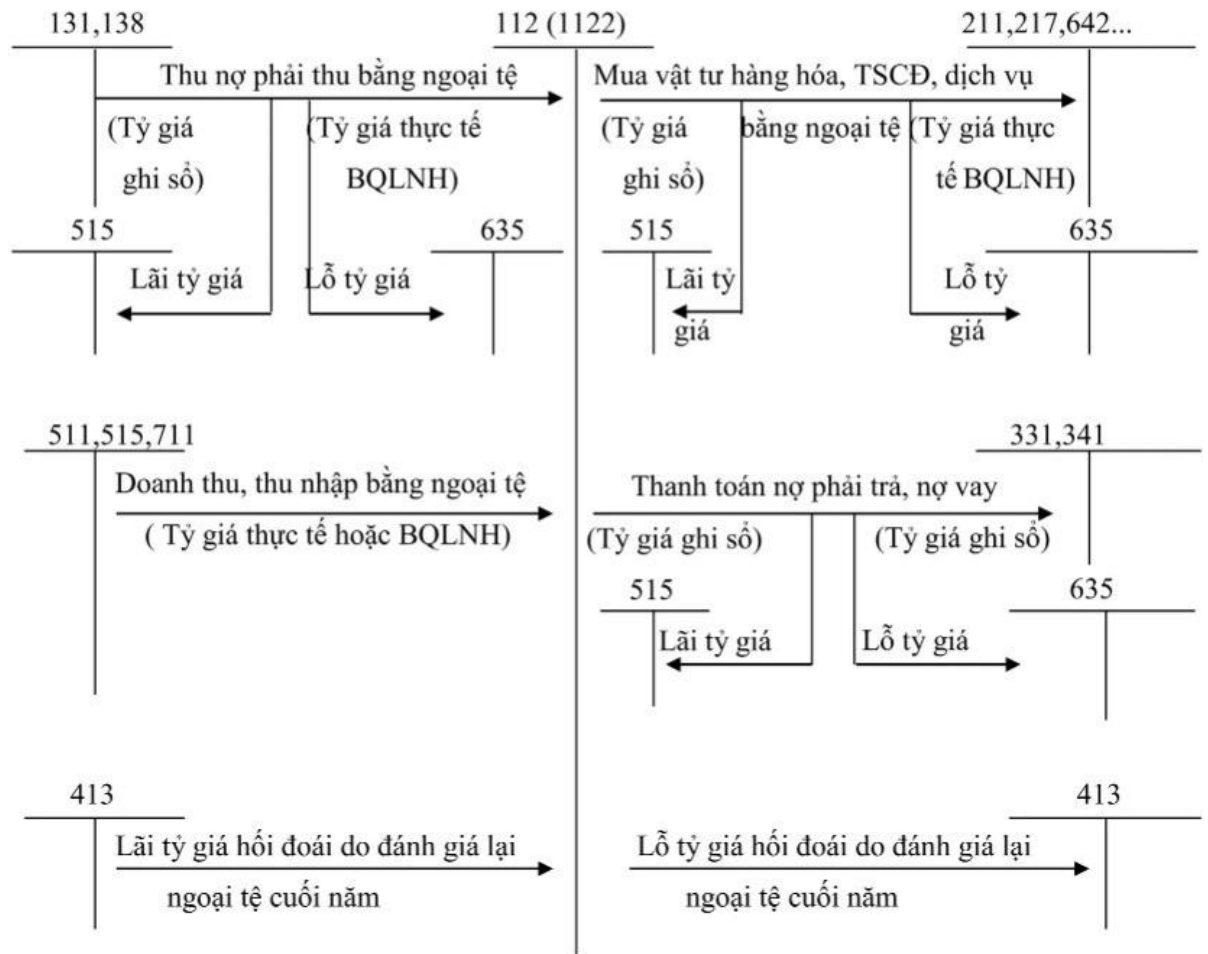 131,138
112 (1122)
211,217,642...
Thu nợ phải thu bằng ngoại tệ
Mua vật tư hàng hóa, TSCĐ, dịch vụ
(Tỷ giá
ghi sổ)
(Tỷ giá thực tế
BQLNH)
(Tỷ giá
ghi sổ)
bằng ngoại tệ (Tỷ giá thực
tế BQLNH)
515
635
515
635
Lãi tỷ giá
Lỗ tỷ giá
Lãi tỷ
giá
Lỗ tỷ
giá
511,515,711
331,341
Doanh thu, thu nhập bằng ngoại tệ
( Tỷ giá thực tế hoặc BQLNH)
Thanh toán nợ phải trả, nợ vay
(Tỷ giá ghi sổ)
(Tỷ giá ghi sổ)
515
635
Lãi tỷ giá
Lỗ tỷ giá
413
413
Lãi tỷ giá hối đoái do đánh giá lại
ngoại tệ cuối năm
Lỗ tỷ giá hối đoái do đánh giá lại
ngoại tệ cuối năm